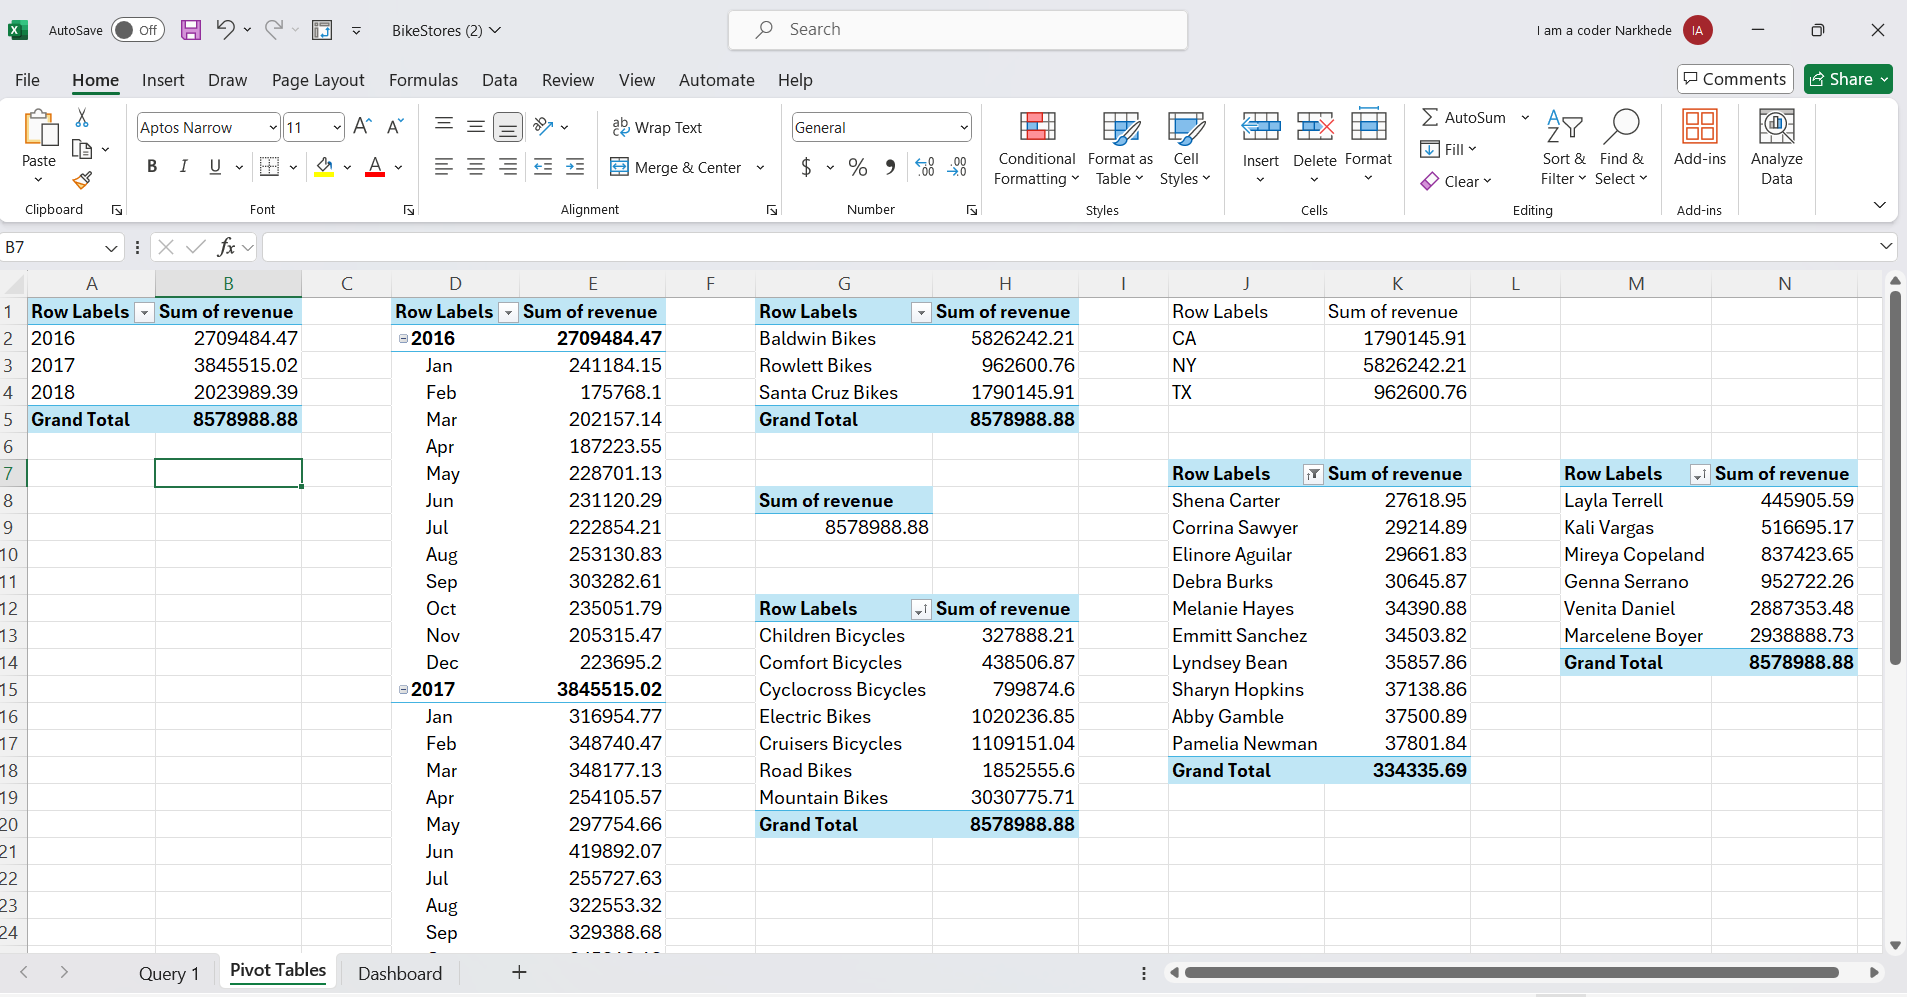 AutoSave Off BikeStores (2) Search I am a coder Narkhede IA
File Home Insert Draw Page Layout Formulas Data Review View Automate Help Comments Share
Paste Aptos Narrow 11 Wrap Text General Conditional Formatting Format as Table Cell Styles Insert Delete Format AutoSum Sort & Filter Find & Select Add-ins Analyze Data
B I U A Merge & Center $ % Fill
Clear
Clipboard Font Alignment Number Styles Cells Editing Add-ins
B7 fx
A B C D E F G H I J K L M N
1 Row Labels Sum of revenue Row Labels Sum of revenue Row Labels Sum of revenue Row Labels Sum of revenue
2 2016 2709484.47 2016 2709484.47 Baldwin Bikes 5826242.21 CA 1790145.91
3 2017 3845515.02 Jan 241184.15 Rowlett Bikes 962600.76 NY 5826242.21
4 2018 2023989.39 Feb 175768.1 Santa Cruz Bikes 1790145.91 TX 962600.76
5 Grand Total 8578988.88 Mar 202157.14 Grand Total 8578988.88
6 Apr 187223.55
7 May 228701.13 Row Labels Sum of revenue Row Labels Sum of revenue
8 Jun 231120.29 Sum of revenue Shena Carter 27618.95 Layla Terrell 445905.59
9 Jul 222854.21 8578988.88 Corrina Sawyer 29214.89 Kali Vargas 516695.17
10 Aug 253130.83 Elinore Aguilar 29661.83 Mireya Copeland 837423.65
11 Sep 303282.61 Debra Burks 30645.87 Genna Serrano 952722.26
12 Oct 235051.79 Row Labels Sum of revenue Melanie Hayes 34390.88 Venita Daniel 2887353.48
13 Nov 205315.47 Children Bicycles 327888.21 Emmitt Sanchez 34503.82 Marcelene Boyer 2938888.73
14 Dec 223695.2 Comfort Bicycles 438506.87 Lyndsey Bean 35857.86 Grand Total 8578988.88
15 2017 3845515.02 Cyclocross Bicycles 799874.6 Sharyn Hopkins 37138.86
16 Jan 316954.77 Electric Bikes 1020236.85 Abby Gamble 37500.89
17 Feb 348740.47 Cruisers Bicycles 1109151.04 Pamelia Newman 37801.84
18 Mar 348177.13 Road Bikes 1852555.6 Grand Total 334335.69
19 Apr 254105.57 Mountain Bikes 3030775.71
20 May 297754.66 Grand Total 8578988.88
21 Jun 419892.07
22 Jul 255727.63
23 Aug 322553.32
24 Sep 329388.68
Query 1 Pivot Tables Dashboard